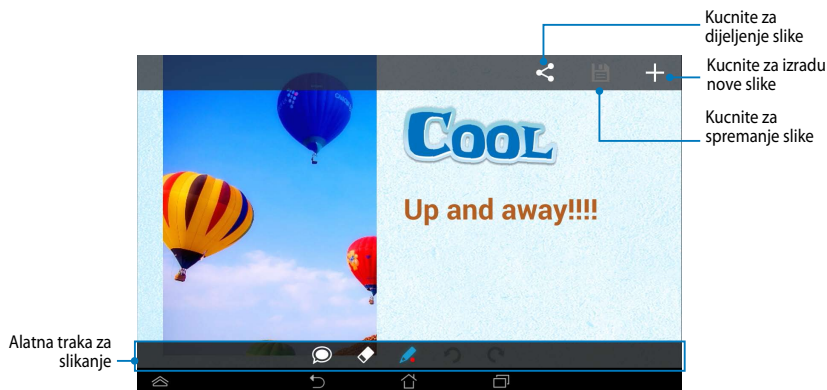 Kucnite za
dijeljenje slike
Kucnite za izradu
nove slike
Kucnite za
spremanje slike
COOL
Up and away!!!!
Alatna traka za
slikanje